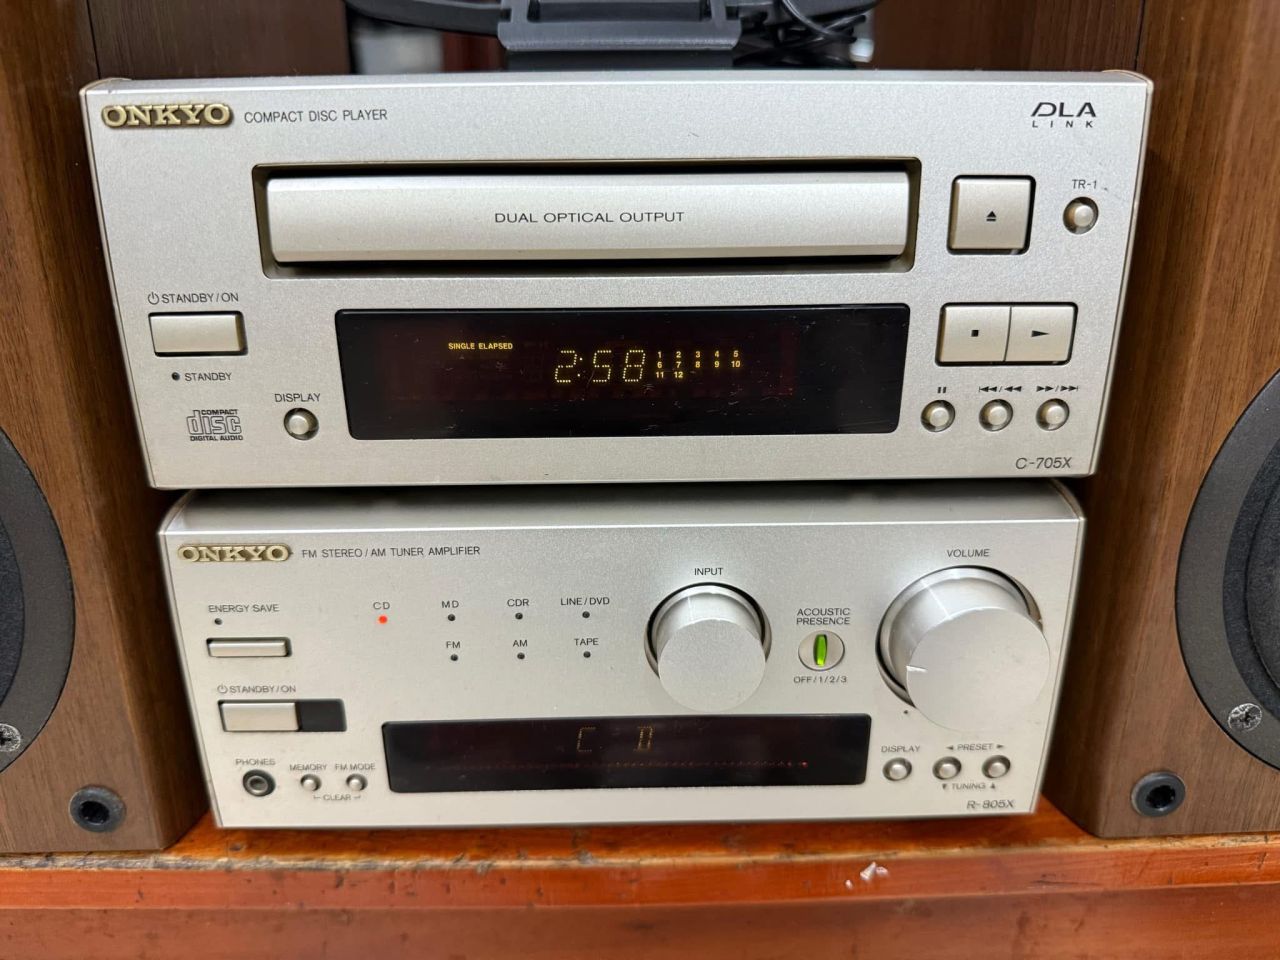 ONKYO COMPACT DISC PLAYER
PLA LINK
TR-1
DUAL OPTICAL OUTPUT
STANDBY/ON
STANDBY
DISPLAY
COMPACT
disc
DIGITAL AUDIO
SINGLE ELAPSED
2:58
1 2 3 4 5
6 7 8 9 10
11 12
C-705X
ONKYO FM STEREO/AM TUNER AMPLIFIER
ENERGY SAVE
CD MD CDR LINE/DVD
FM AM TAPE
INPUT
ACOUSTIC
PRESENCE
OFF/1/2/3
VOLUME
STANDBY/ON
PHONES
MEMORY FM MODE
CLEAR
C D
DISPLAY
PRESET
TUNING
R-805X